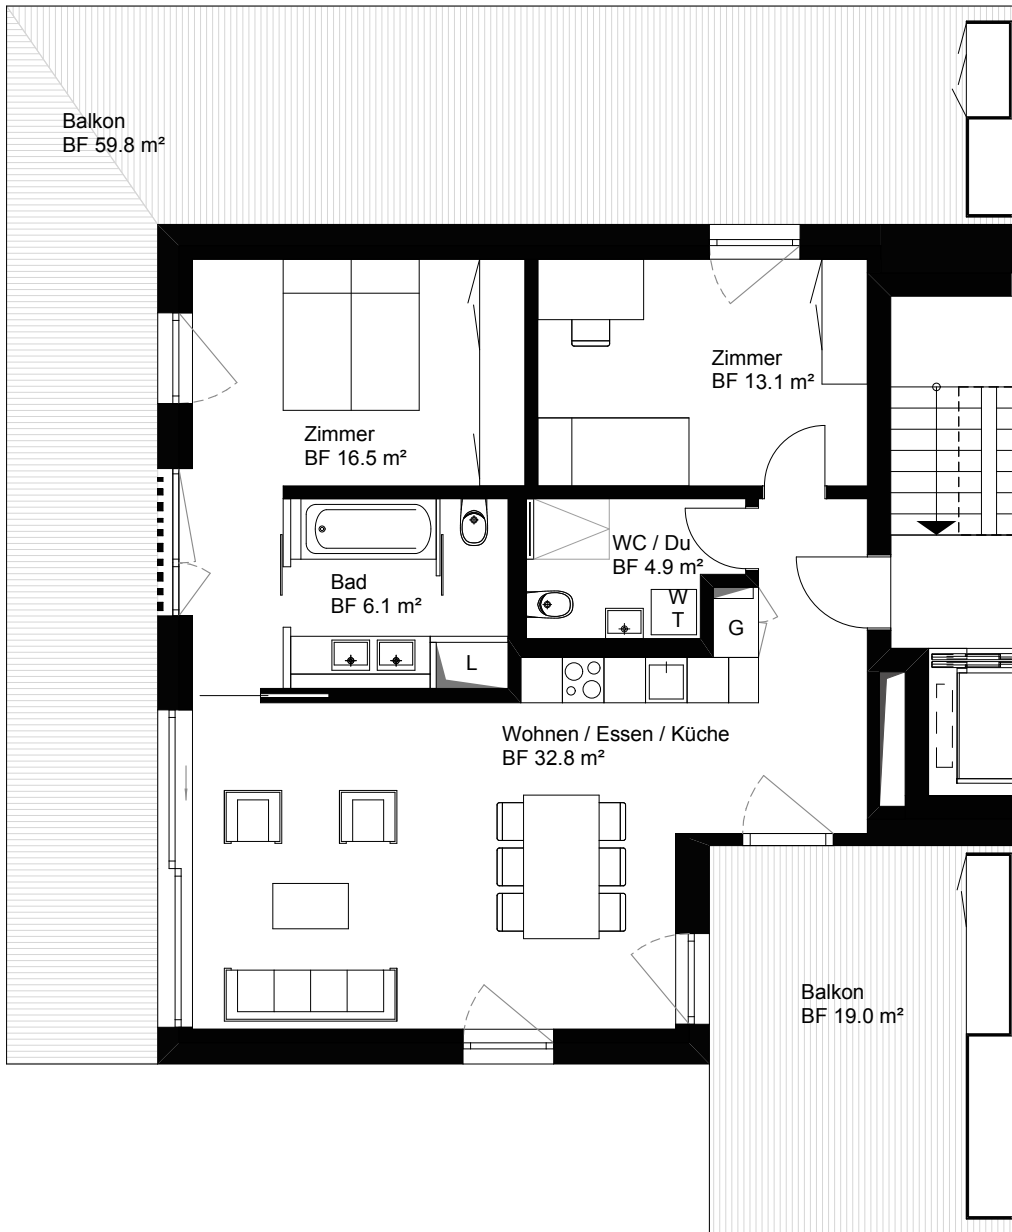 Balkon
BF 59.8 m²
Zimmer
BF 13.1 m²
Zimmer
BF 16.5 m²
WC / Du
BF 4.9 m²
Bad
BF 6.1 m²
W
T
G
L
Wohnen / Essen / Küche
BF 32.8 m²
Balkon
BF 19.0 m²